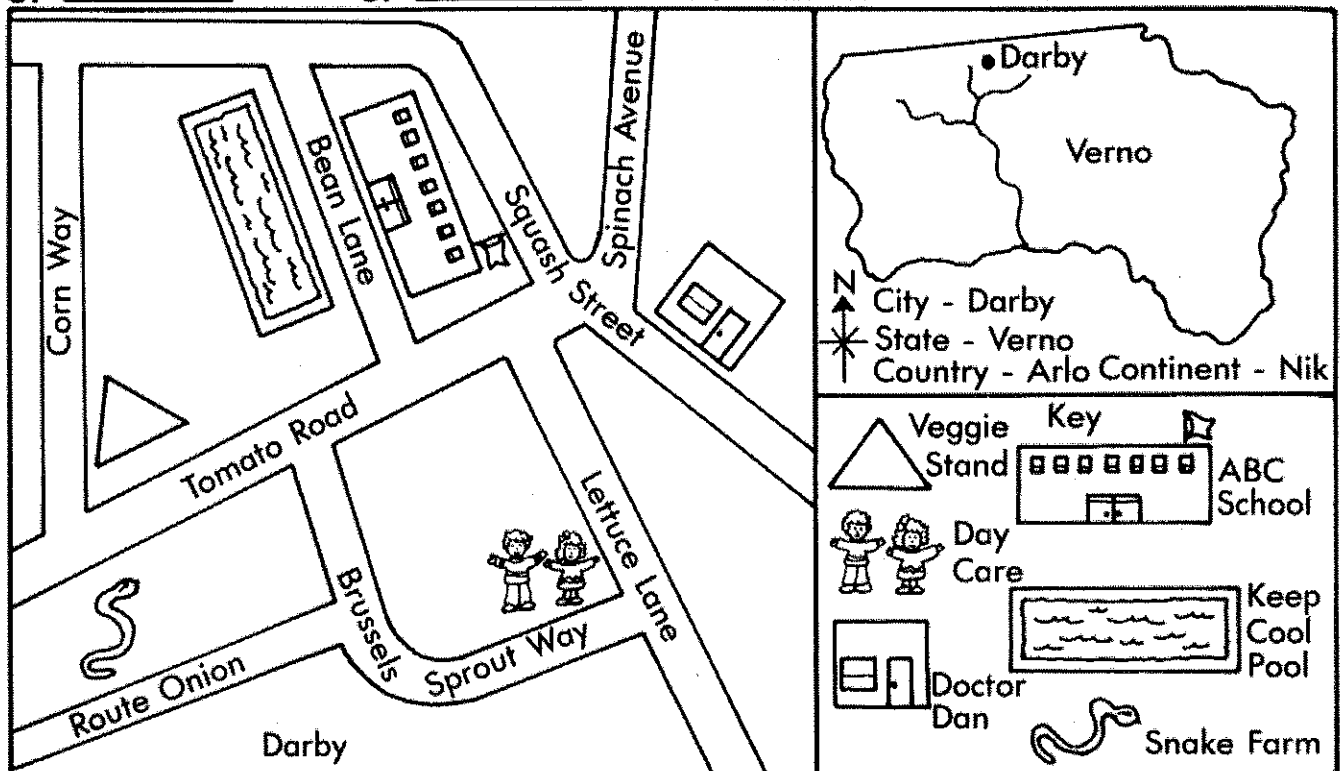 Corn Way
Bean Lane
Squash Street
Spinach Avenue
Tomato Road
Lettuce Lane
Brussels
Sprout Way
Route Onion
Darby
Darby
Verno
N
City - Darby
State - Verno
Country - Arlo Continent - Nik
Key
Veggie
Stand
ABC
School
Day
Care
Keep
Cool
Pool
Doctor
Dan
Snake Farm